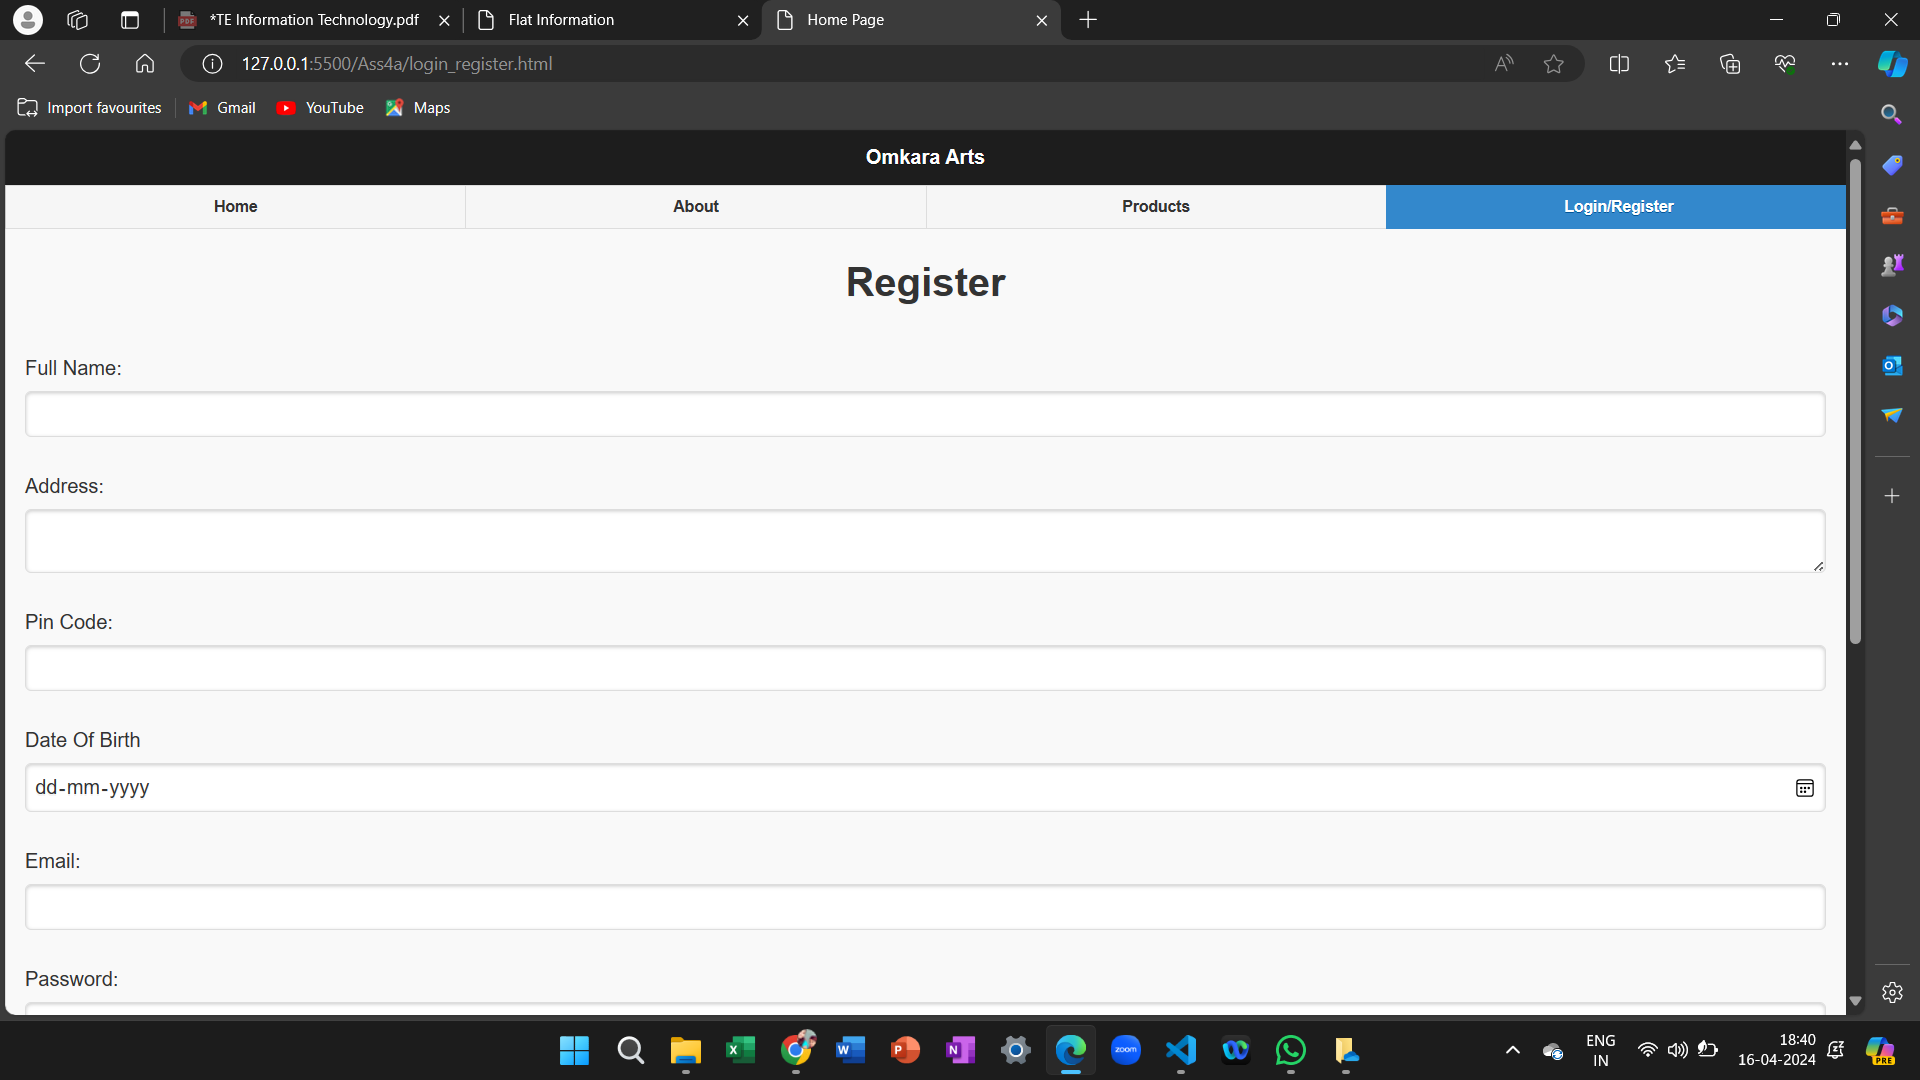 *TE Information Technology.pdf
Flat Information
Home Page
127.0.0.1:5500/Ass4a/login_register.html
Import favourites
Gmail
YouTube
Maps
Omkara Arts
Home
About
Products
Login/Register
Register
Full Name:
Address:
Pin Code:
Date Of Birth
dd-mm-yyyy
Email:
Password:
zoom
ENG
IN
18:40
16-04-2024
PRE